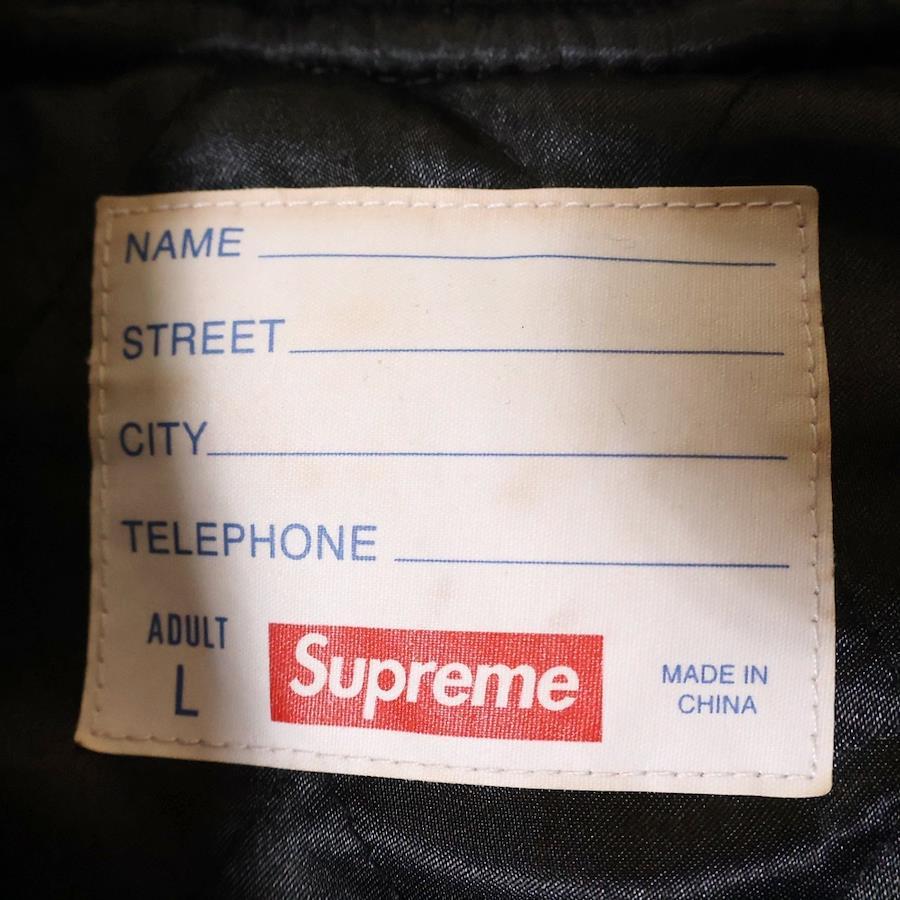 NAME
STREET
CITY
TELEPHONE
ADULT
L
Supreme
MADE IN
CHINA